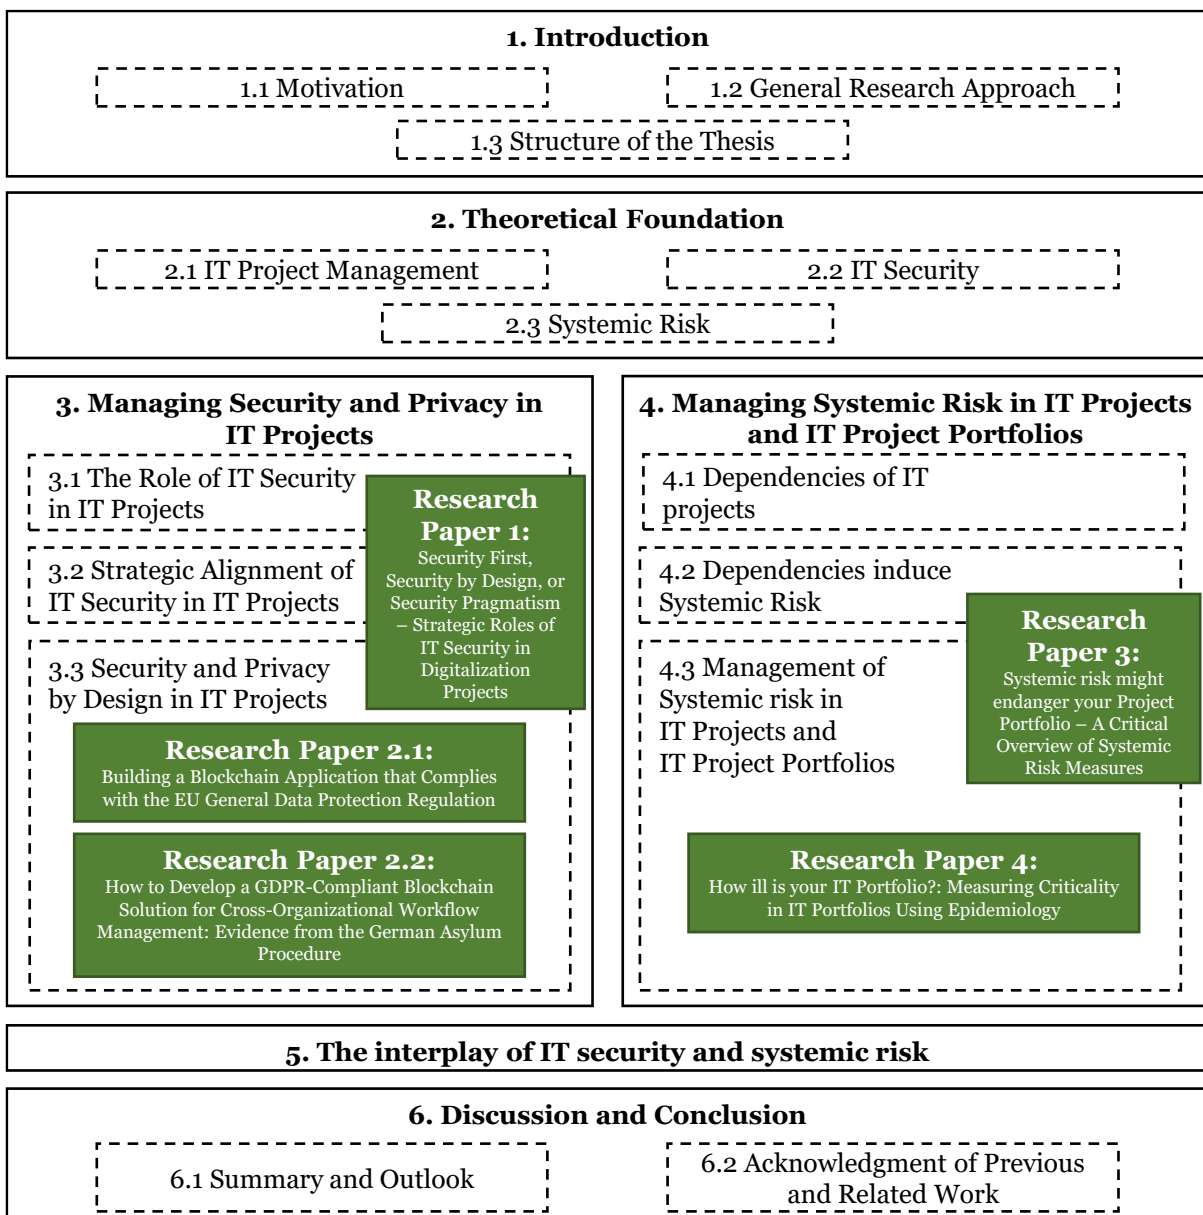 1. Introduction
1.1 Motivation
1.2 General Research Approach
1.3 Structure of the Thesis
2. Theoretical Foundation
2.1 IT Project Management
2.2 IT Security
2.3 Systemic Risk
3. Managing Security and Privacy in
IT Projects
3.1 The Role of IT Security
in IT Projects
3.2 Strategic Alignment of
IT Security in IT Projects
3.3 Security and Privacy
by Design in IT Projects
Research
Paper 1:
Security First,
Security by Design, or
Security Pragmatism
– Strategic Roles of
IT Security in
Digitalization
Projects
Research Paper 2.1:
Building a Blockchain Application that Complies
with the EU General Data Protection Regulation
Research Paper 2.2:
How to Develop a GDPR-Compliant Blockchain
Solution for Cross-Organizational Workflow
Management: Evidence from the German Asylum
Procedure
4. Managing Systemic Risk in IT Projects
and IT Project Portfolios
4.1 Dependencies of IT
projects
4.2 Dependencies induce
Systemic Risk
4.3 Management of
Systemic risk in
IT Projects and
IT Project Portfolios
Research
Paper 3:
Systemic risk might
endanger your Project
Portfolio – A Critical
Overview of Systemic
Risk Measures
Research Paper 4:
How ill is your IT Portfolio?: Measuring Criticality
in IT Portfolios Using Epidemiology
5. The interplay of IT security and systemic risk
6. Discussion and Conclusion
6.1 Summary and Outlook
6.2 Acknowledgment of Previous
and Related Work